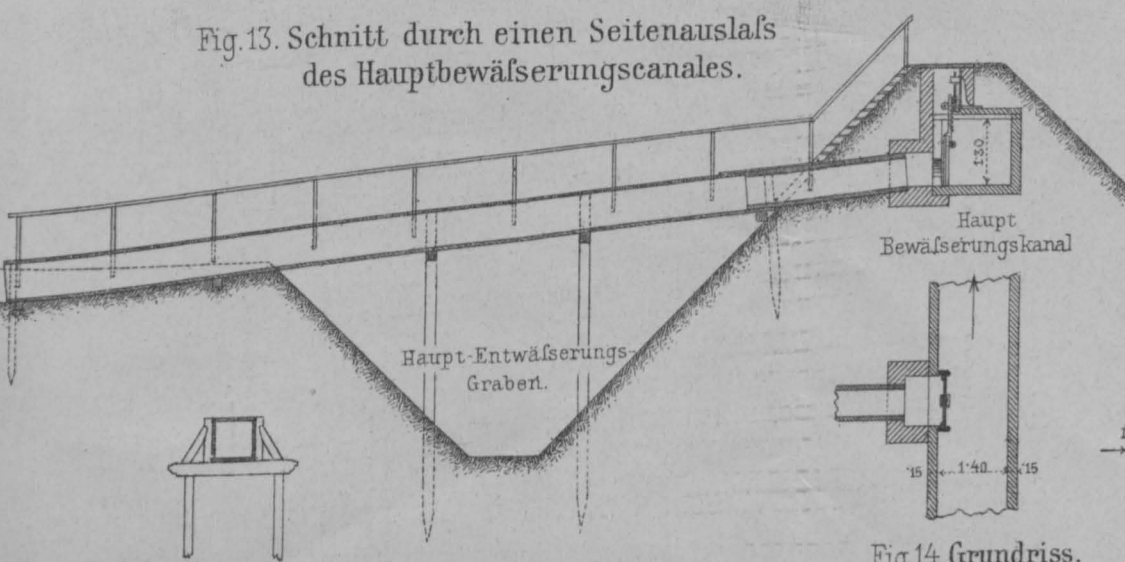 Fig.13. Schnitt durch einen Seitenauslaſs
des Hauptbewäſserungscanales.
1·30
Haupt
Bewäſserungskanal
Haupt-Entwäſserungs-
Graben.
·15 1·40 ·15
Fig.14 Grundriss.